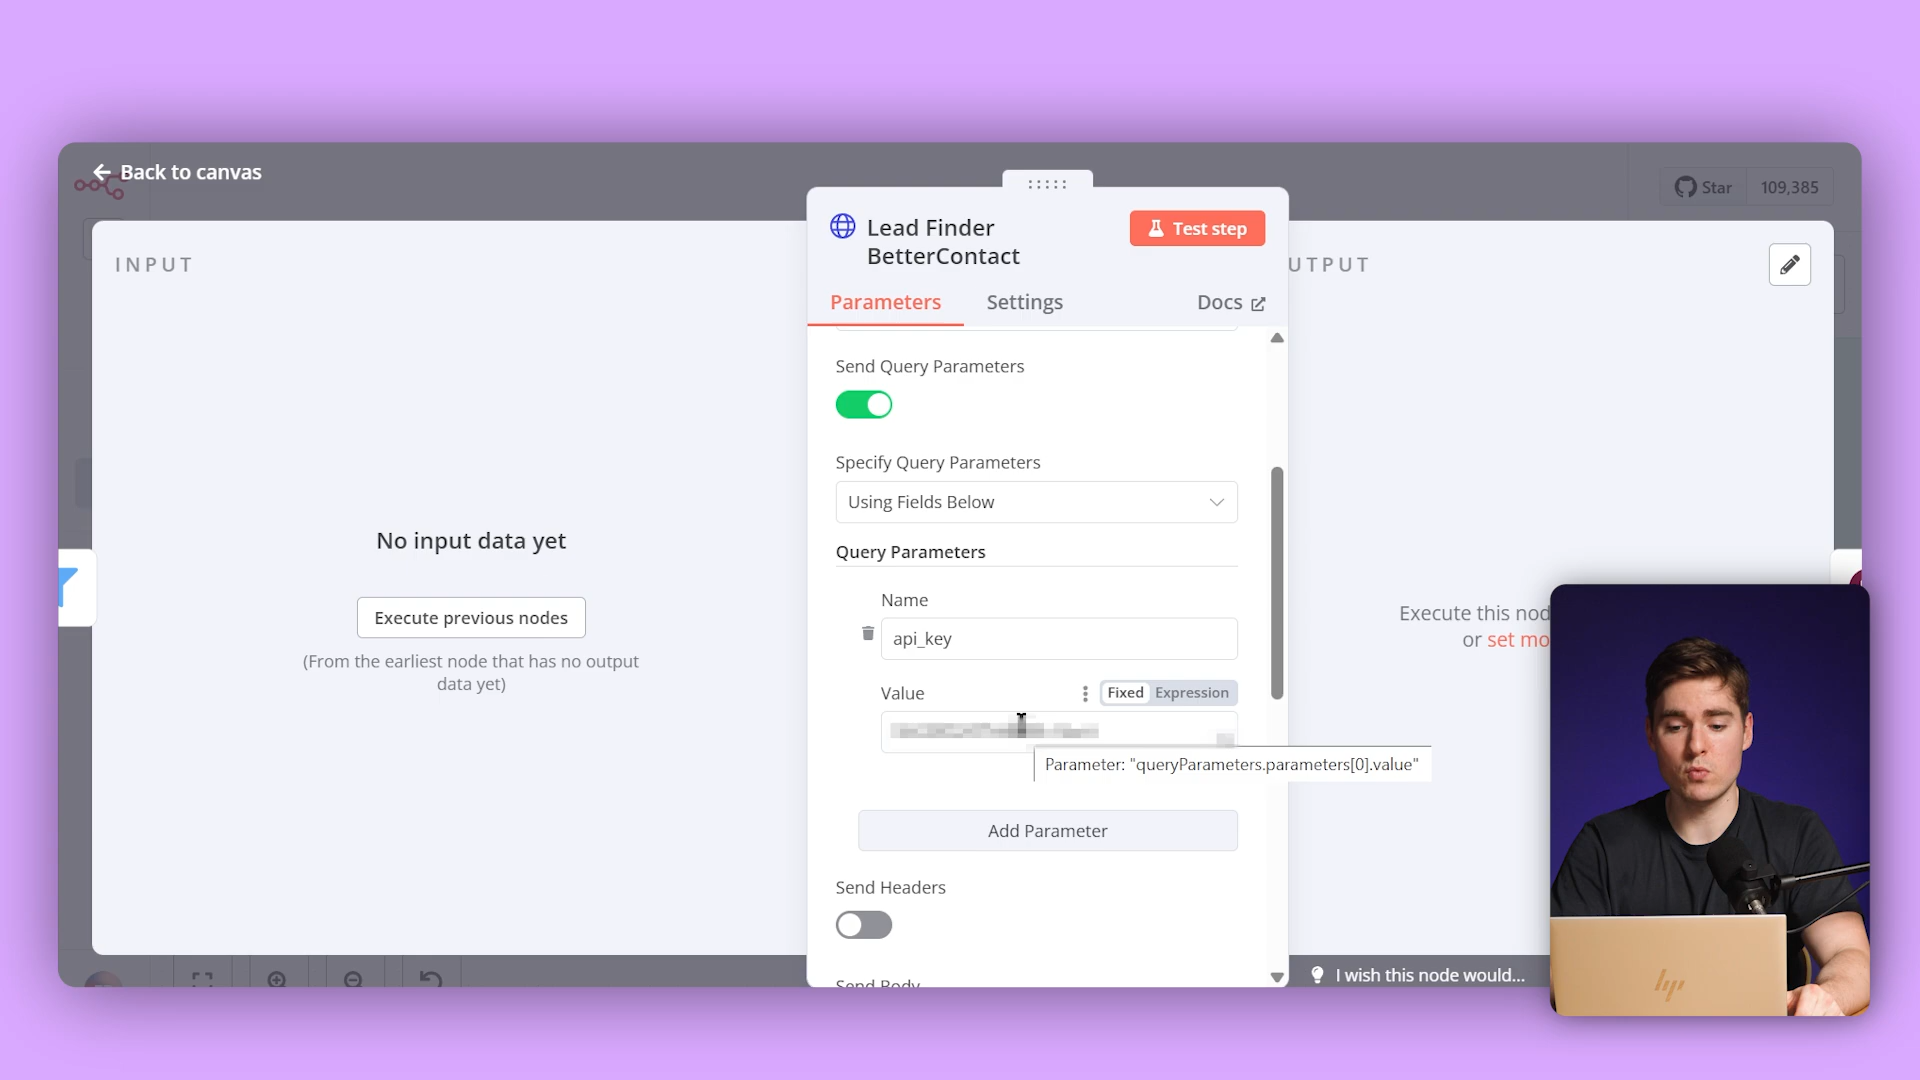 Back to canvas
Star 109,385
INPUT
Lead Finder
BetterContact
Test step
UTPUT
Parameters Settings Docs
Send Query Parameters
Specify Query Parameters
Using Fields Below
No input data yet
Query Parameters
Name
Execute previous nodes
api_key
Execute this nod
or set mo
(From the earliest node that has no output
data yet)
Value
Fixed Expression
Parameter: "queryParameters.parameters[0].value"
Add Parameter
Send Headers
I wish this node would...
Send Body
hp